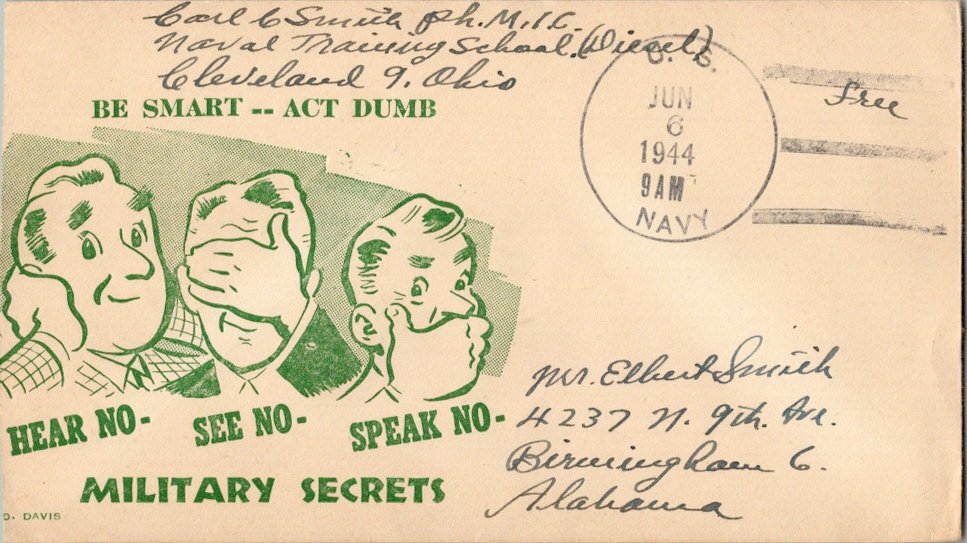 Carl C Smith Ph.M.1C.
Naval Training School. (Diesel)
Cleveland 9. Ohio
BE SMART -- ACT DUMB
U. S.
JUN
6
1944
9 AM
NAVY
Free
HEAR NO-
SEE NO-
SPEAK NO-
MILITARY SECRETS
D. DAVIS
Mr. Elbert Smith
4237 N. 9th. Ave.
Birmingham 6.
Alabama